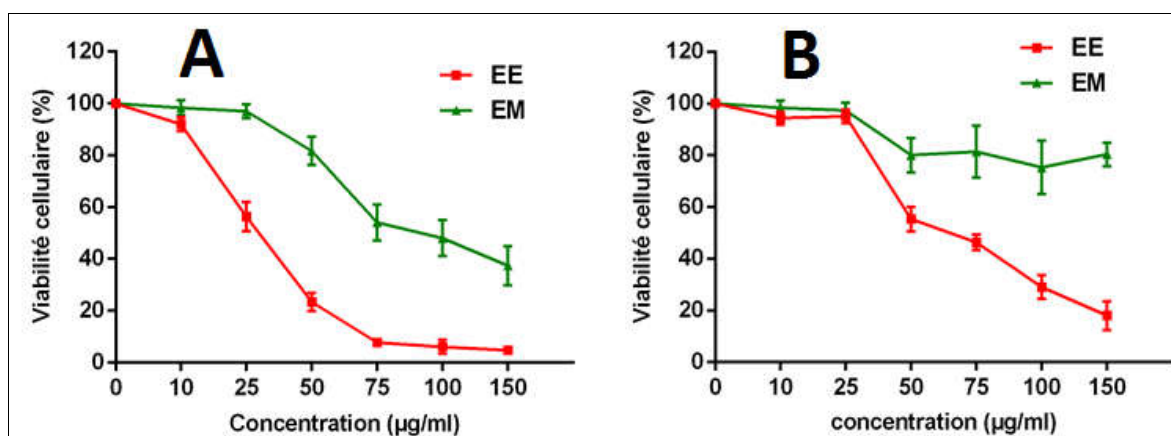 A
EE
EM
Viabilité cellulaire (%)
120
100
80
60
40
20
0
0 10 25 50 75 100 150
Concentration (µg/ml)
B
EE
EM
Viabilité cellulaire (%)
120
100
80
60
40
20
0
0 10 25 50 75 100 150
concentration (µg/ml)